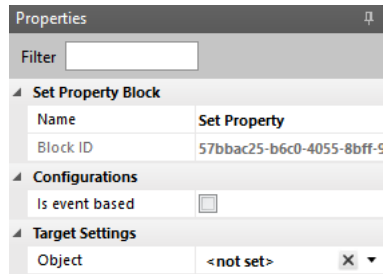 Properties
Filter
Set Property Block
Name Set Property
Block ID 57bbac25-b6c0-4055-8bff-9
Configurations
Is event based
Target Settings
Object <not set>